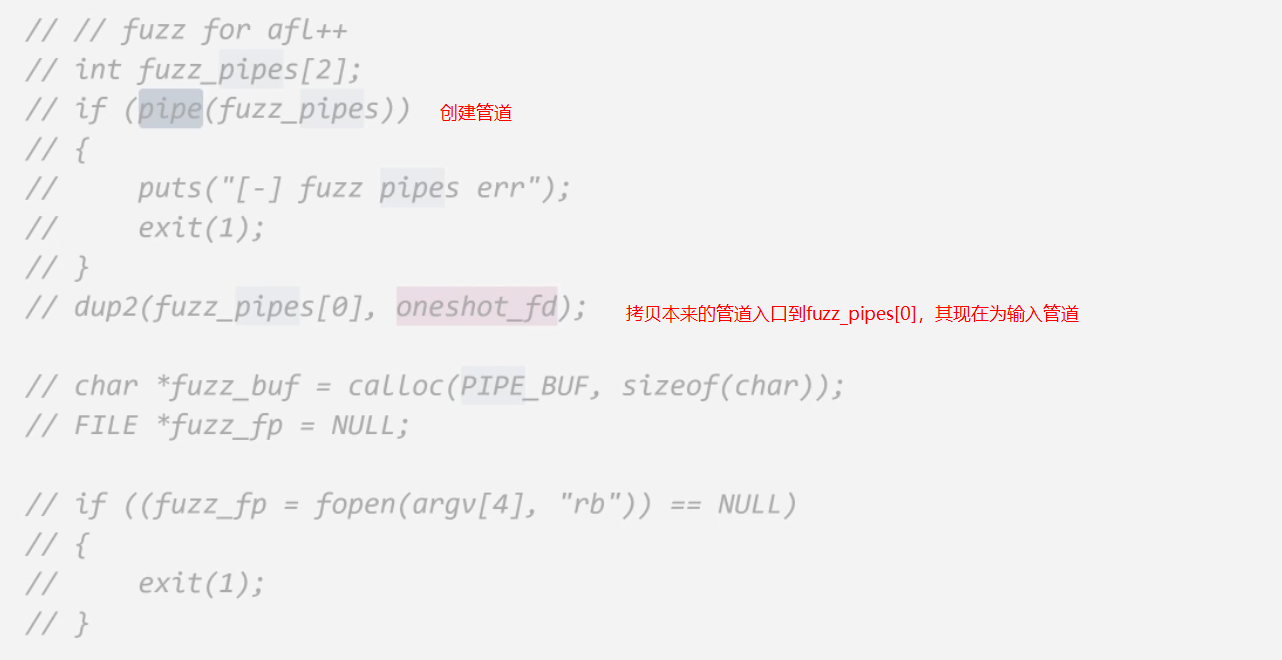 // // fuzz for afl++
// int fuzz_pipes[2];
// if (pipe(fuzz_pipes)) 创建管道
// {
//     puts("[-] fuzz pipes err");
//     exit(1);
// }
// dup2(fuzz_pipes[0], oneshot_fd); 拷贝本来的管道入口到fuzz_pipes[0]，其现在为输入管道
// char *fuzz_buf = calloc(PIPE_BUF, sizeof(char));
// FILE *fuzz_fp = NULL;
// if ((fuzz_fp = fopen(argv[4], "rb")) == NULL)
// {
//     exit(1);
// }